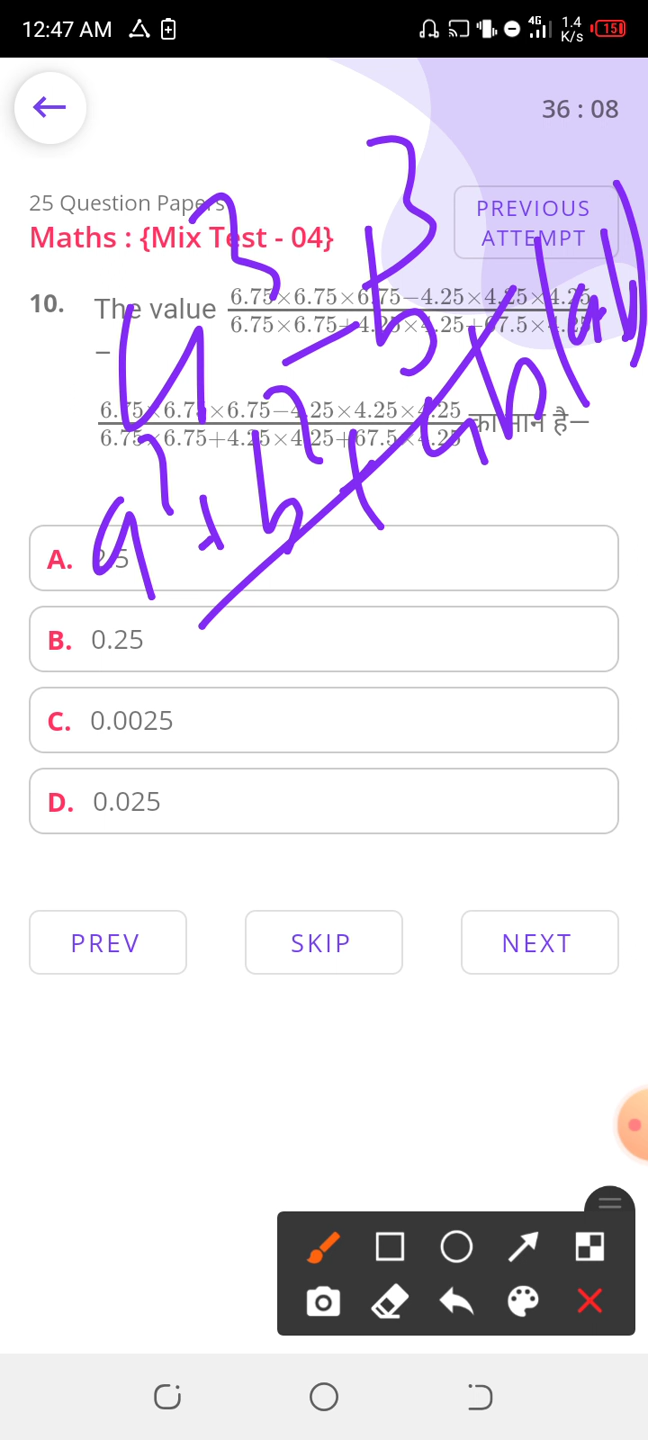 12:47 AM 4G 1.4 K/s 15
36 : 08
25 Question Papers
Maths : {Mix Test - 04}
PREVIOUS
ATTEMPT
10. The value 6.75×6.75×6.75−4.25×4.25×4.25
6.75×6.75+4.25×4.25+67.5×4.25
–
6.75×6.75×6.75−4.25×4.25×4.25
6.75×6.75+4.25×4.25+67.5×4.25 का मान है−
a3 - b3
a2 + b2 + ab
A. 2.5
B. 0.25
C. 0.0025
D. 0.025
PREV SKIP NEXT